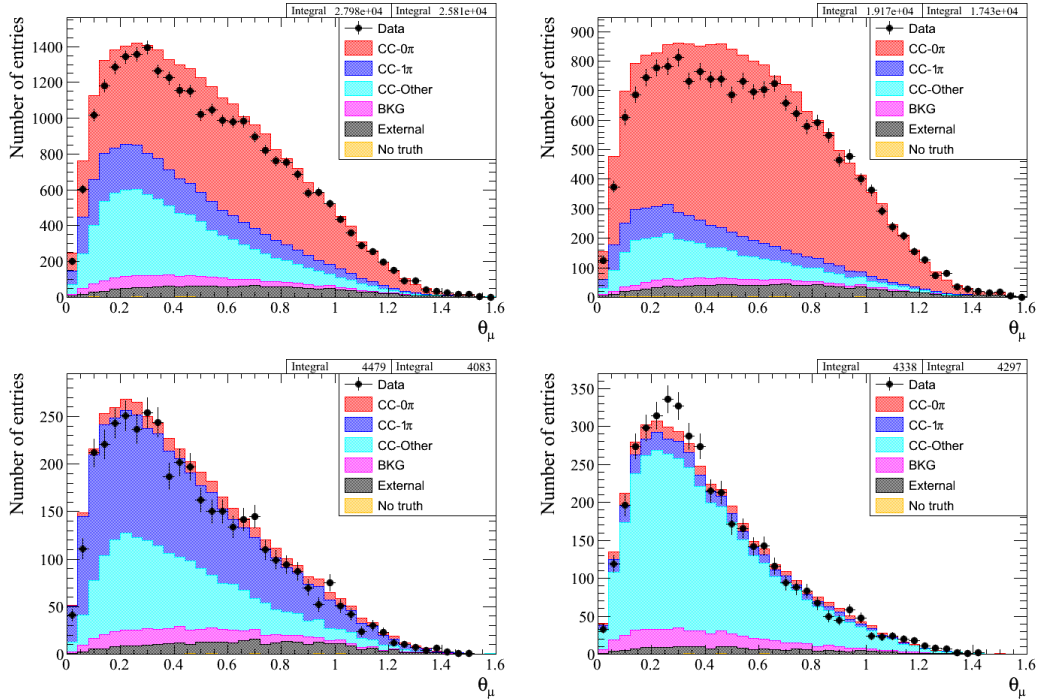 Integral 2.798e+04 Integral 2.581e+04
Number of entries
1400
1200
1000
800
600
400
200
0
Data
CC-0π
CC-1π
CC-Other
BKG
External
No truth
0 0.2 0.4 0.6 0.8 1 1.2 1.4 1.6
θμ
Integral 1.917e+04 Integral 1.743e+04
Number of entries
900
800
700
600
500
400
300
200
100
0
Data
CC-0π
CC-1π
CC-Other
BKG
External
No truth
0 0.2 0.4 0.6 0.8 1 1.2 1.4 1.6
θμ
Integral 4479 Integral 4083
Number of entries
250
200
150
100
50
0
Data
CC-0π
CC-1π
CC-Other
BKG
External
No truth
0 0.2 0.4 0.6 0.8 1 1.2 1.4 1.6
θμ
Integral 4338 Integral 4297
Number of entries
350
300
250
200
150
100
50
0
Data
CC-0π
CC-1π
CC-Other
BKG
External
No truth
0 0.2 0.4 0.6 0.8 1 1.2 1.4 1.6
θμ